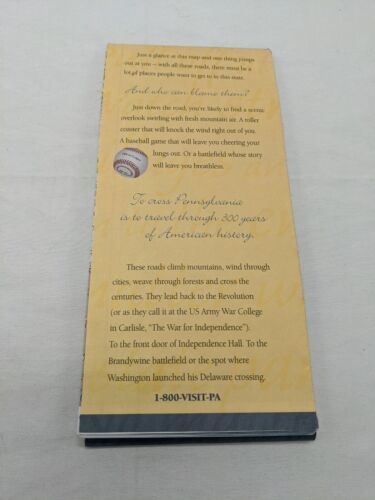 Just a glance at this map and one thing jumps
out at you – with all these roads, there must be a
lot of places people want to get to in this state.
And who can blame them?
Just down the road, you're likely to find a scenic
overlook swirling with fresh mountain air. A roller
coaster that will knock the wind right out of you.
A baseball game that will leave you cheering your
lungs out. Or a battlefield whose story
will leave you breathless.
To cross Pennsylvania
is to travel through 300 years
of American history.
These roads climb mountains, wind through
cities, weave through forests and cross the
centuries. They lead back to the Revolution
(or as they call it at the US Army War College
in Carlisle, "The War for Independence").
To the front door of Independence Hall. To the
Brandywine battlefield or the spot where
Washington launched his Delaware crossing.
1-800-VISIT-PA